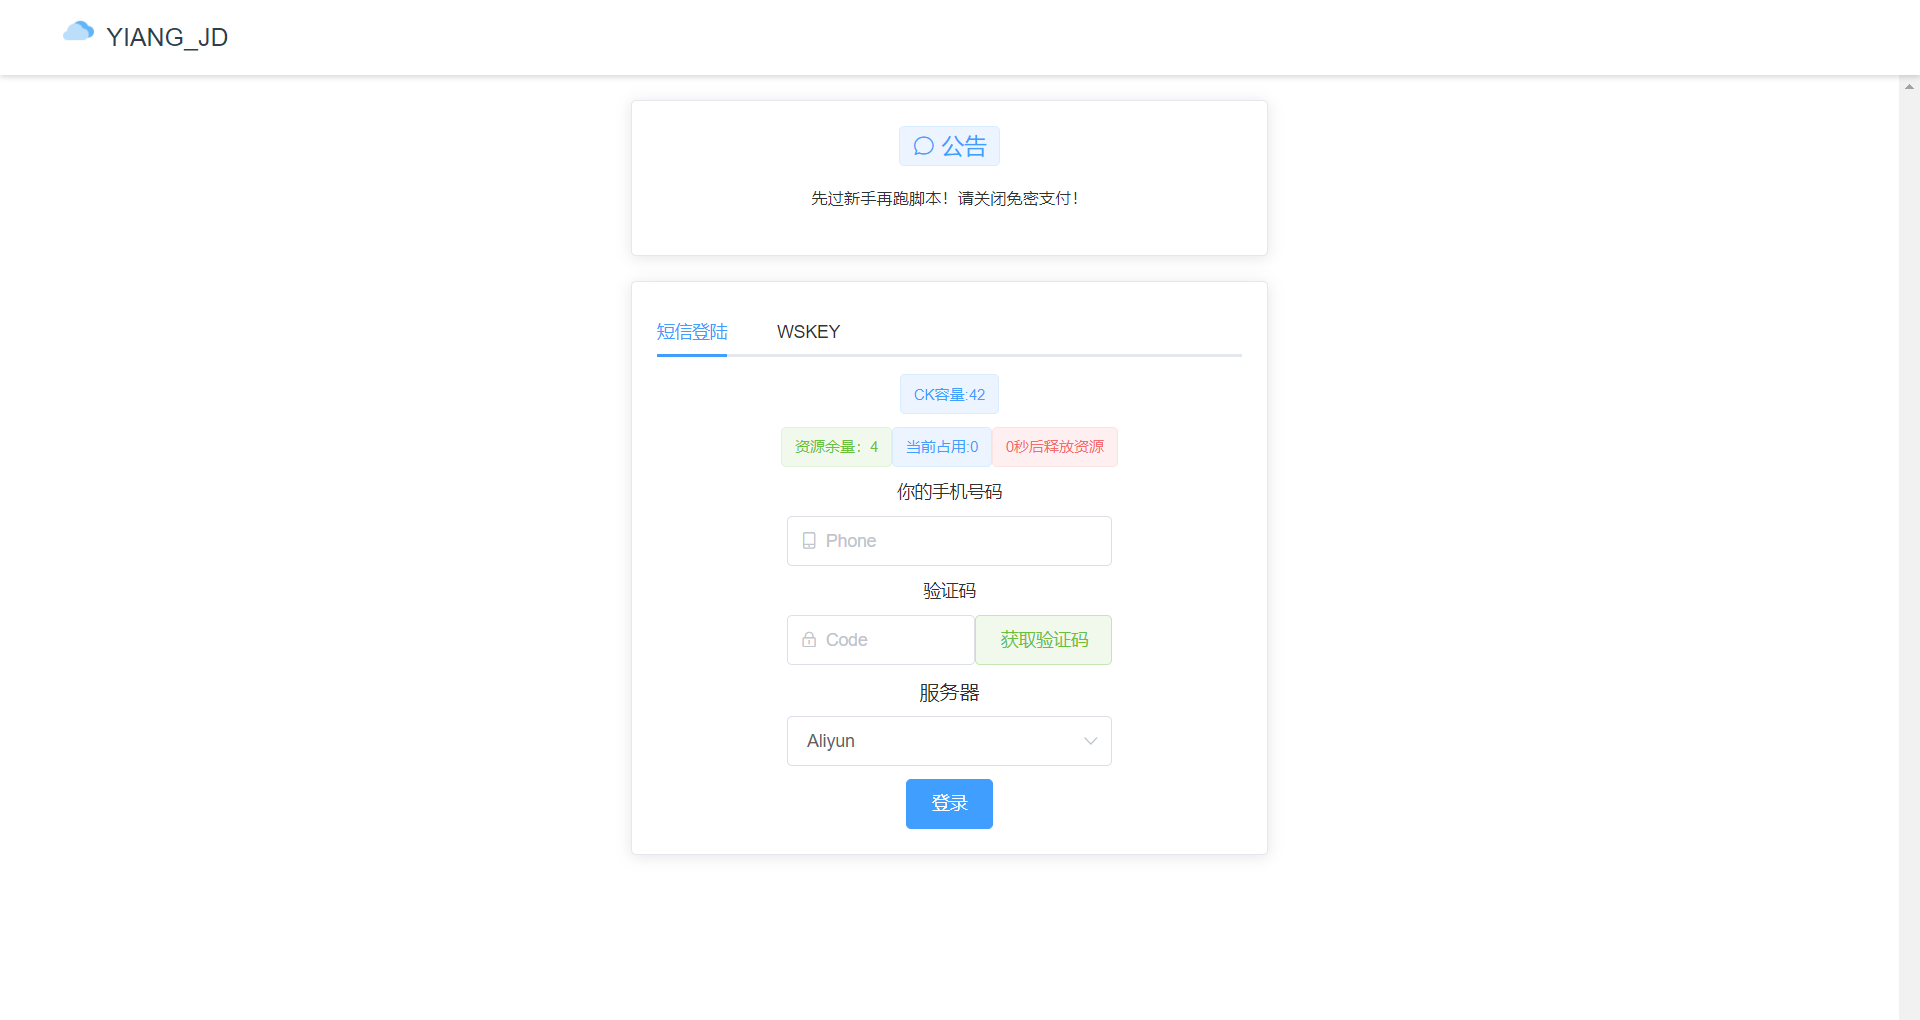 YIANG_JD
公告
先过新手再跑脚本！请关闭免密支付！
短信登陆 WSKEY
CK容量:42
资源余量：4 当前占用:0 0秒后释放资源
你的手机号码
Phone
验证码
Code 获取验证码
服务器
Aliyun
登录